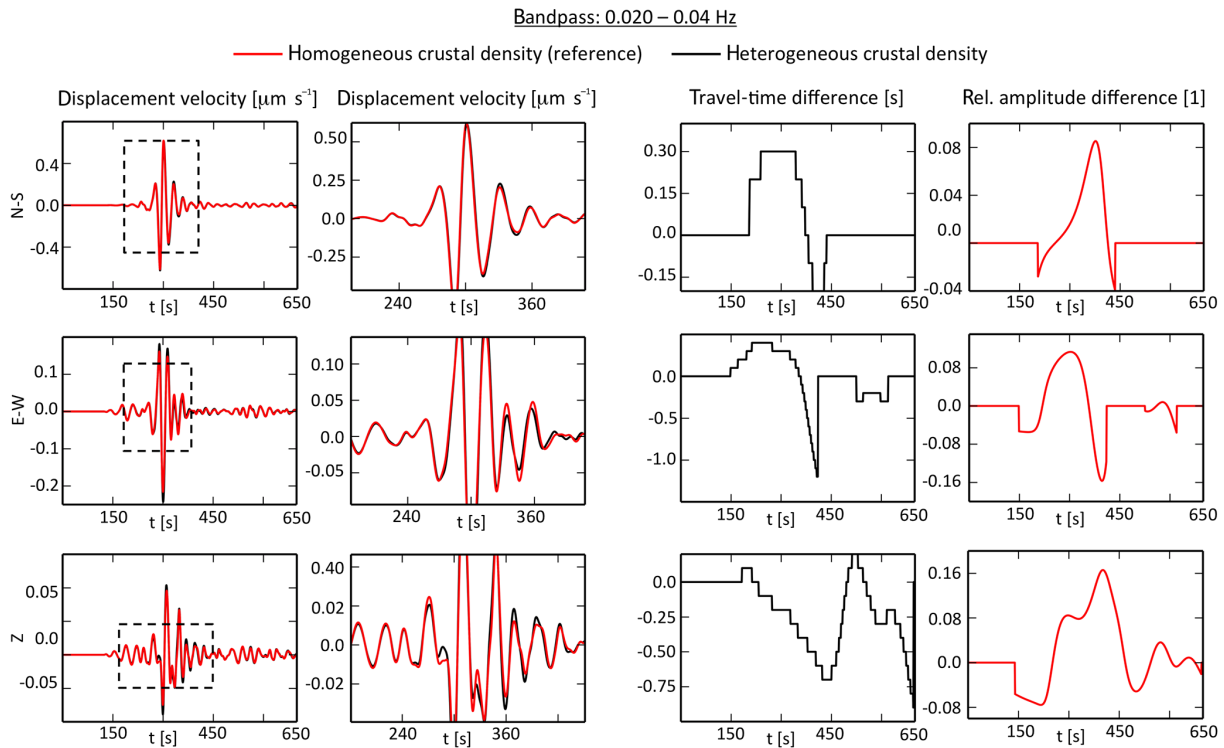 Bandpass: 0.020 – 0.04 Hz
Homogeneous crustal density (reference) Heterogeneous crustal density
Displacement velocity [μm s⁻¹] Displacement velocity [μm s⁻¹] Travel-time difference [s] Rel. amplitude difference [1]
N-S
0.4
0.0
-0.4
150 450 650
t [s]
0.50
0.25
0.0
-0.25
240 360
t [s]
0.30
0.15
0.0
-0.15
150 450 650
t [s]
0.08
0.04
0.0
-0.04
150 450 650
t [s]
E-W
0.1
0.0
-0.1
-0.2
150 450 650
t [s]
0.10
0.05
0.0
-0.05
240 360
t [s]
0.0
-0.5
-1.0
150 450 650
t [s]
0.08
0.0
-0.08
-0.16
150 450 650
t [s]
Z
0.05
0.0
-0.05
150 450 650
t [s]
0.04
0.02
0.0
-0.02
240 360
t [s]
0.0
-0.25
-0.50
-0.75
150 450 650
t [s]
0.16
0.08
0.0
-0.08
150 450 650
t [s]